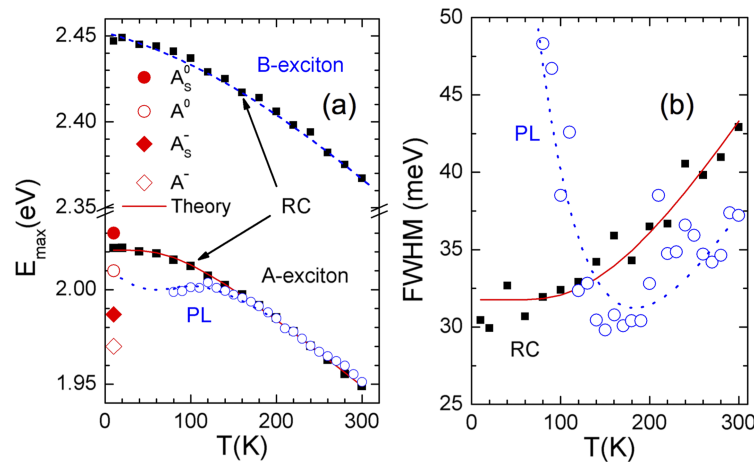 2.45
2.40
2.35
2.00
1.95
E_max(eV)
B-exciton
(a)
A_S^0
A^0
A_S^-
A^-
Theory
RC
A-exciton
PL
0 100 200 300
T(K)
50
45
40
35
30
25
FWHM (meV)
(b)
PL
RC
0 100 200 300
T(K)